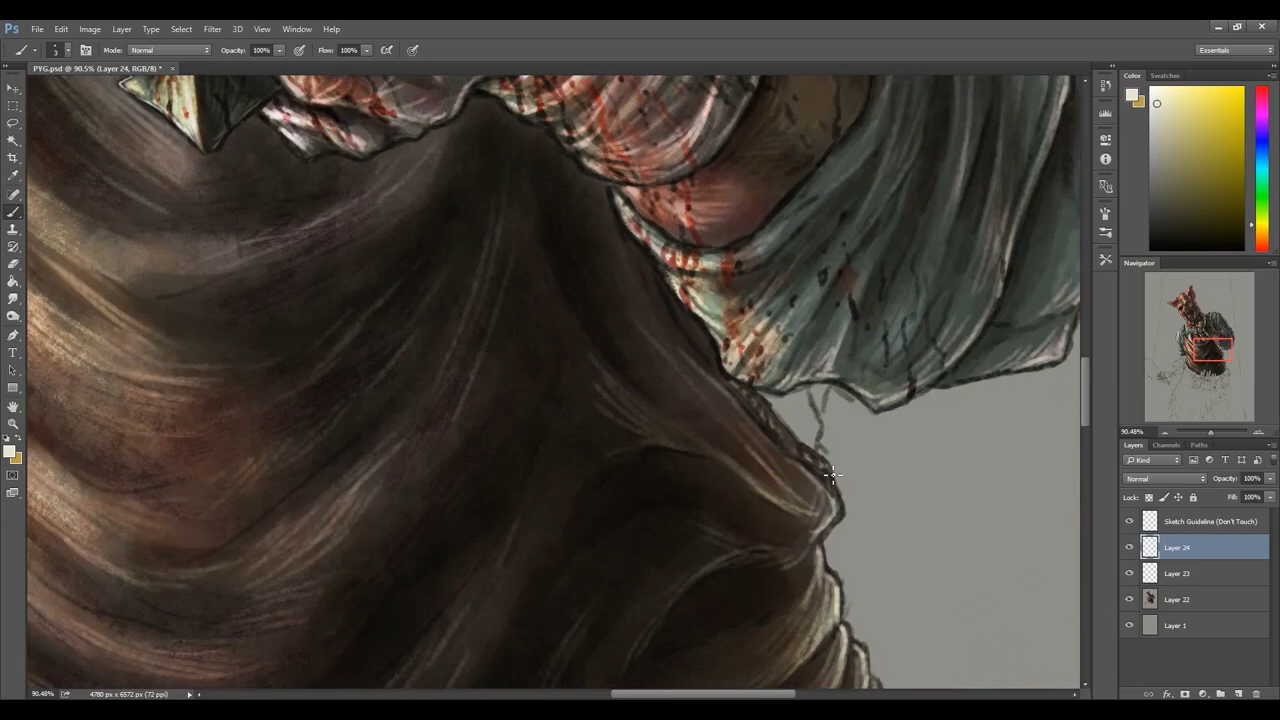 Ps File Edit Image Layer Type Select Filter 3D View Window Help
3 Mode: Normal Opacity: 100% Flow: 100% Essentials
PYG.psd @ 90.5% (Layer 24, RGB/8) *
Color Swatches
Navigator
90.48%
Layers Channels Paths
Kind
Normal Opacity: 100%
Lock: Fill: 100%
Sketch Guideline (Don't Touch)
Layer 24
Layer 23
Layer 22
Layer 1
90.48% 4780 px x 6572 px (72 ppi)